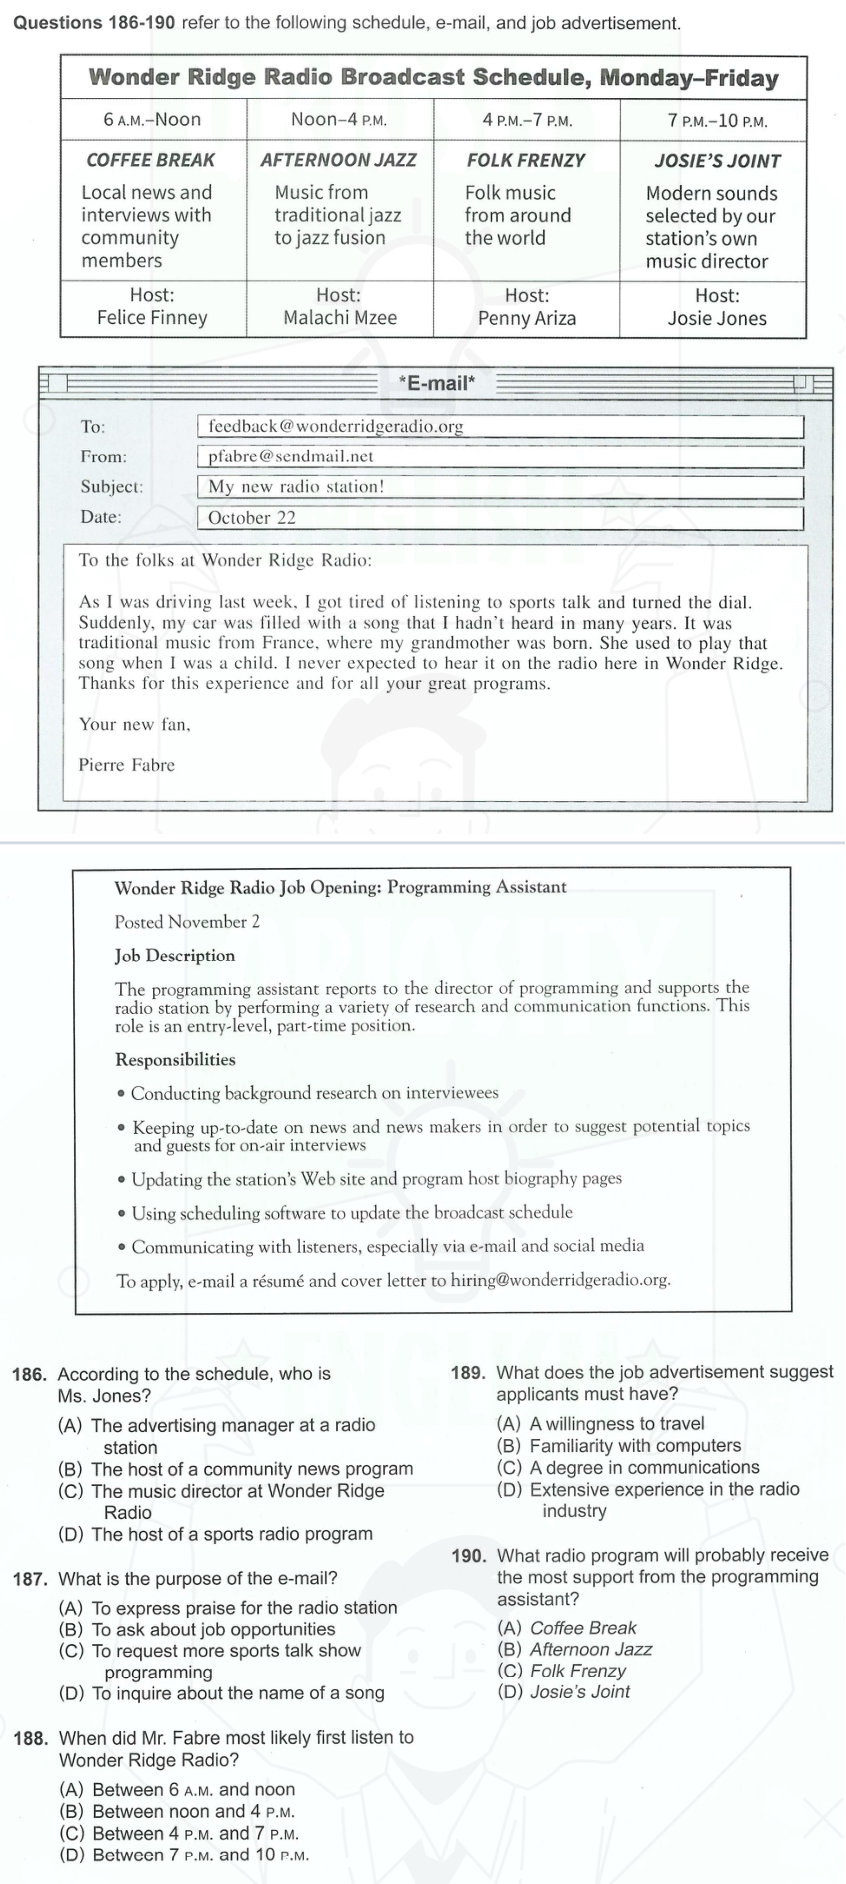 Questions 186-190 refer to the following schedule, e-mail, and job advertisement.
Wonder Ridge Radio Broadcast Schedule, Monday–Friday
6 A.M.–Noon
Noon–4 P.M.
4 P.M.–7 P.M.
7 P.M.–10 P.M.
COFFEE BREAK
Local news and
interviews with
community
members
AFTERNOON JAZZ
Music from
traditional jazz
to jazz fusion
FOLK FRENZY
Folk music
from around
the world
JOSIE'S JOINT
Modern sounds
selected by our
station's own
music director
Host:
Felice Finney
Host:
Malachi Mzee
Host:
Penny Ariza
Host:
Josie Jones
*E-mail*
To: feedback@wonderridgeradio.org
From: pfabre@sendmail.net
Subject: My new radio station!
Date: October 22
To the folks at Wonder Ridge Radio:
As I was driving last week, I got tired of listening to sports talk and turned the dial.
Suddenly, my car was filled with a song that I hadn't heard in many years. It was
traditional music from France, where my grandmother was born. She used to play that
song when I was a child. I never expected to hear it on the radio here in Wonder Ridge.
Thanks for this experience and for all your great programs.
Your new fan,
Pierre Fabre
Wonder Ridge Radio Job Opening: Programming Assistant
Posted November 2
Job Description
The programming assistant reports to the director of programming and supports the
radio station by performing a variety of research and communication functions. This
role is an entry-level, part-time position.
Responsibilities
• Conducting background research on interviewees
• Keeping up-to-date on news and news makers in order to suggest potential topics
and guests for on-air interviews
• Updating the station's Web site and program host biography pages
• Using scheduling software to update the broadcast schedule
• Communicating with listeners, especially via e-mail and social media
To apply, e-mail a résumé and cover letter to hiring@wonderridgeradio.org.
186. According to the schedule, who is
Ms. Jones?
(A) The advertising manager at a radio
station
(B) The host of a community news program
(C) The music director at Wonder Ridge
Radio
(D) The host of a sports radio program
187. What is the purpose of the e-mail?
(A) To express praise for the radio station
(B) To ask about job opportunities
(C) To request more sports talk show
programming
(D) To inquire about the name of a song
188. When did Mr. Fabre most likely first listen to
Wonder Ridge Radio?
(A) Between 6 A.M. and noon
(B) Between noon and 4 P.M.
(C) Between 4 P.M. and 7 P.M.
(D) Between 7 P.M. and 10 P.M.
189. What does the job advertisement suggest
applicants must have?
(A) A willingness to travel
(B) Familiarity with computers
(C) A degree in communications
(D) Extensive experience in the radio
industry
190. What radio program will probably receive
the most support from the programming
assistant?
(A) Coffee Break
(B) Afternoon Jazz
(C) Folk Frenzy
(D) Josie's Joint